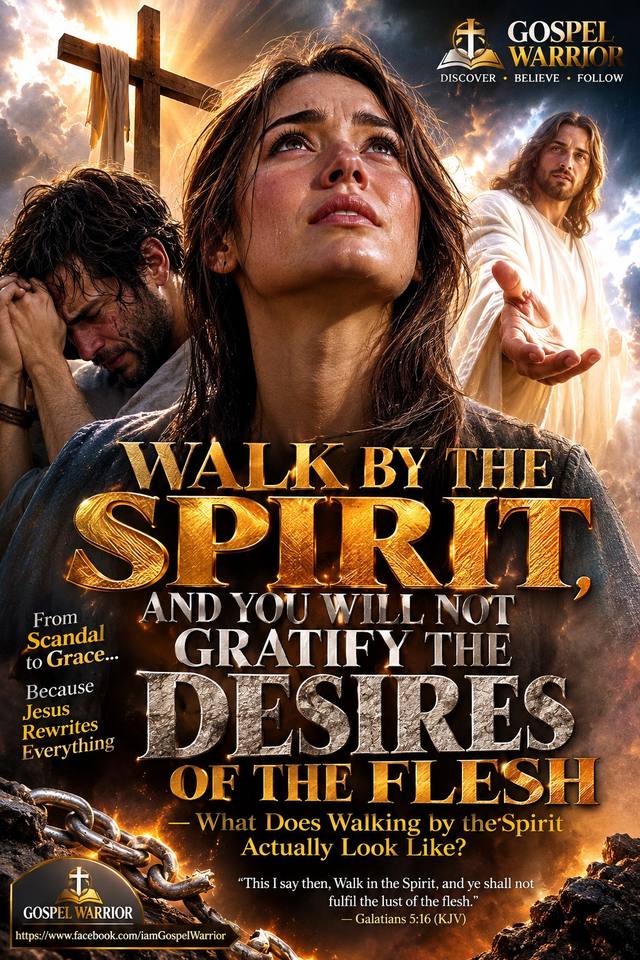 GOSPEL
WARRIOR
DISCOVER • BELIEVE • FOLLOW
WALK BY THE
SPIRIT,
AND YOU WILL NOT
GRATIFY THE
DESIRES
OF THE FLESH
— What Does Walking by the Spirit
Actually Look Like?
From
Scandal
to Grace...
Because
Jesus
Rewrites
Everything
“This I say then, Walk in the Spirit, and ye shall not
fulfil the lust of the flesh.”
— Galatians 5:16 (KJV)
GOSPEL WARRIOR
https://www.facebook.com/iamGospelWarrior